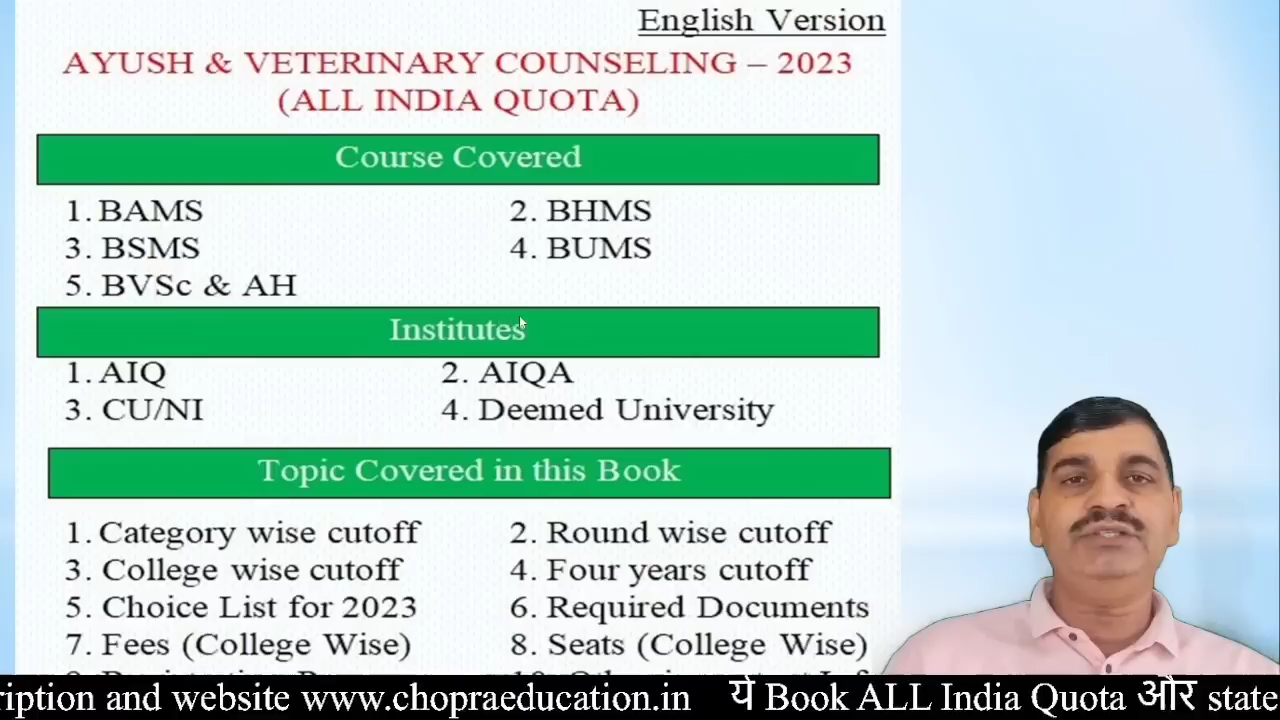 English Version
AYUSH & VETERINARY COUNSELING – 2023
(ALL INDIA QUOTA)
Course Covered
1. BAMS 2. BHMS
3. BSMS 4. BUMS
5. BVSc & AH
Institutes
1. AIQ 2. AIQA
3. CU/NI 4. Deemed University
Topic Covered in this Book
1. Category wise cutoff 2. Round wise cutoff
3. College wise cutoff 4. Four years cutoff
5. Choice List for 2023 6. Required Documents
7. Fees (College Wise) 8. Seats (College Wise)
and website www.chopraeducation.in ये Book ALL India Quota और state